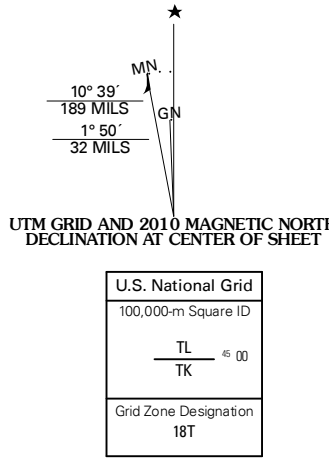 ★
MN
10° 39´
189 MILS
GN
1° 50´
32 MILS
UTM GRID AND 2010 MAGNETIC NORTH
DECLINATION AT CENTER OF SHEET
U.S. National Grid
100,000-m Square ID
TL
45 00
TK
Grid Zone Designation
18T